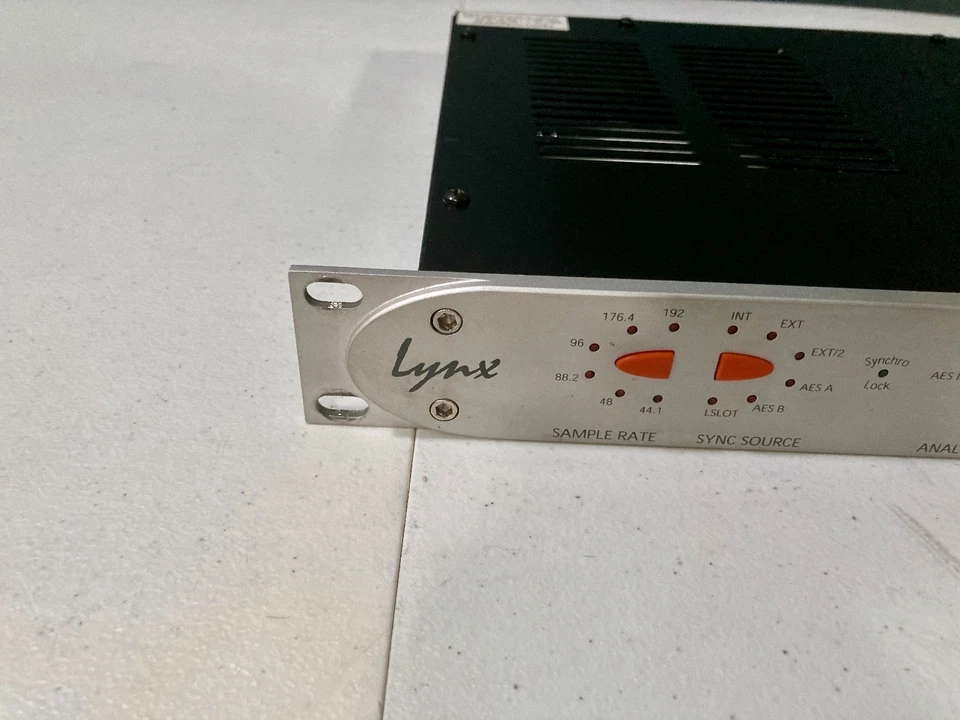 Lynx
176.4
192
96
88.2
48
44.1
SAMPLE RATE
INT
EXT
EXT/2
AES A
AES B
LSLOT
SYNC SOURCE
Synchro
Lock
AES